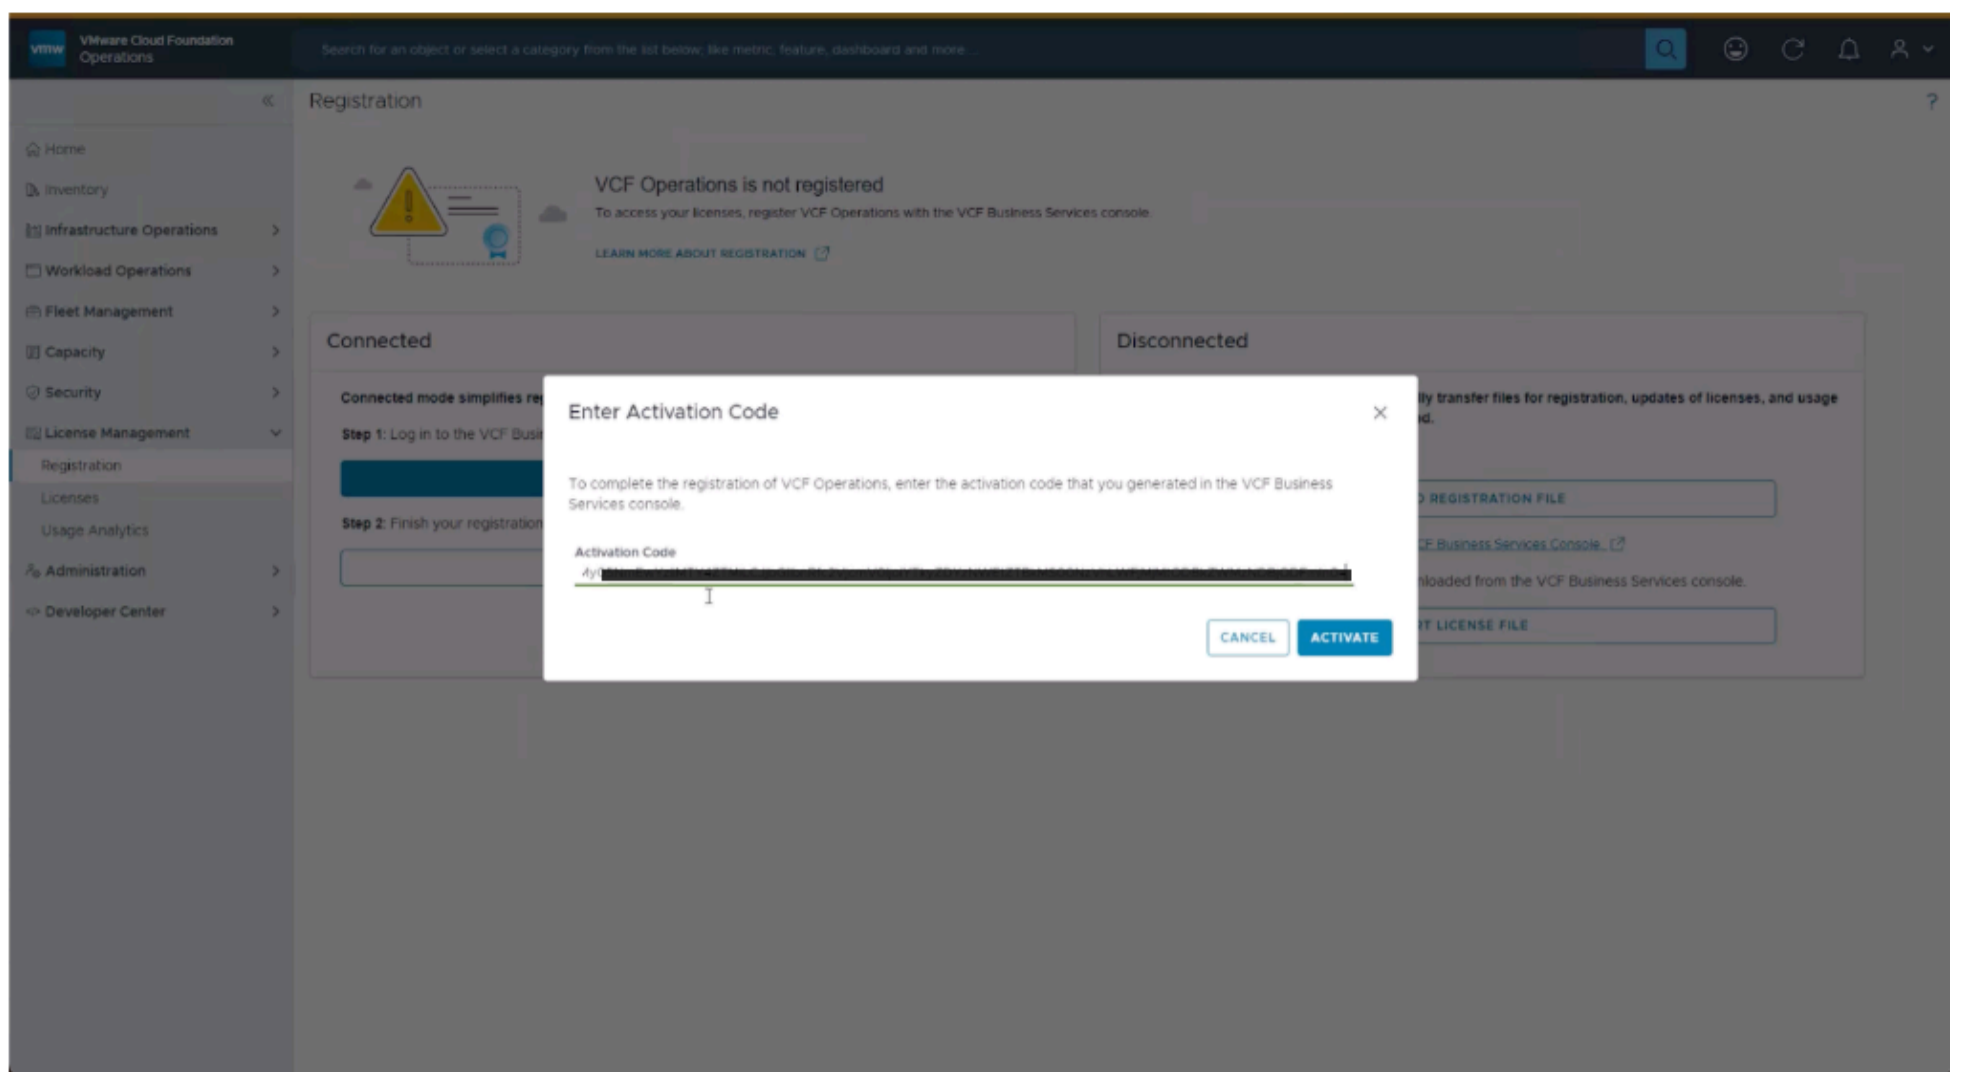 vmw
VMware Cloud Foundation
Operations
Search for an object or select a category from the list below, like metric, feature, dashboard and more...
Registration
?
Home
Inventory
Infrastructure Operations
Workload Operations
Fleet Management
Capacity
Security
License Management
Registration
Licenses
Usage Analytics
Administration
Developer Center
VCF Operations is not registered
To access your licenses, register VCF Operations with the VCF Business Services console.
LEARN MORE ABOUT REGISTRATION
Connected
Connected mode simplifies
Step 1: Log in to the VCF
Step 2: Finish your registration
Disconnected
transfer files for registration, updates of licenses, and usage
REGISTRATION FILE
Business Services Console.
from the VCF Business Services console.
LICENSE FILE
Enter Activation Code
To complete the registration of VCF Operations, enter the activation code that you generated in the VCF Business
Services console.
Activation Code
CANCEL
ACTIVATE